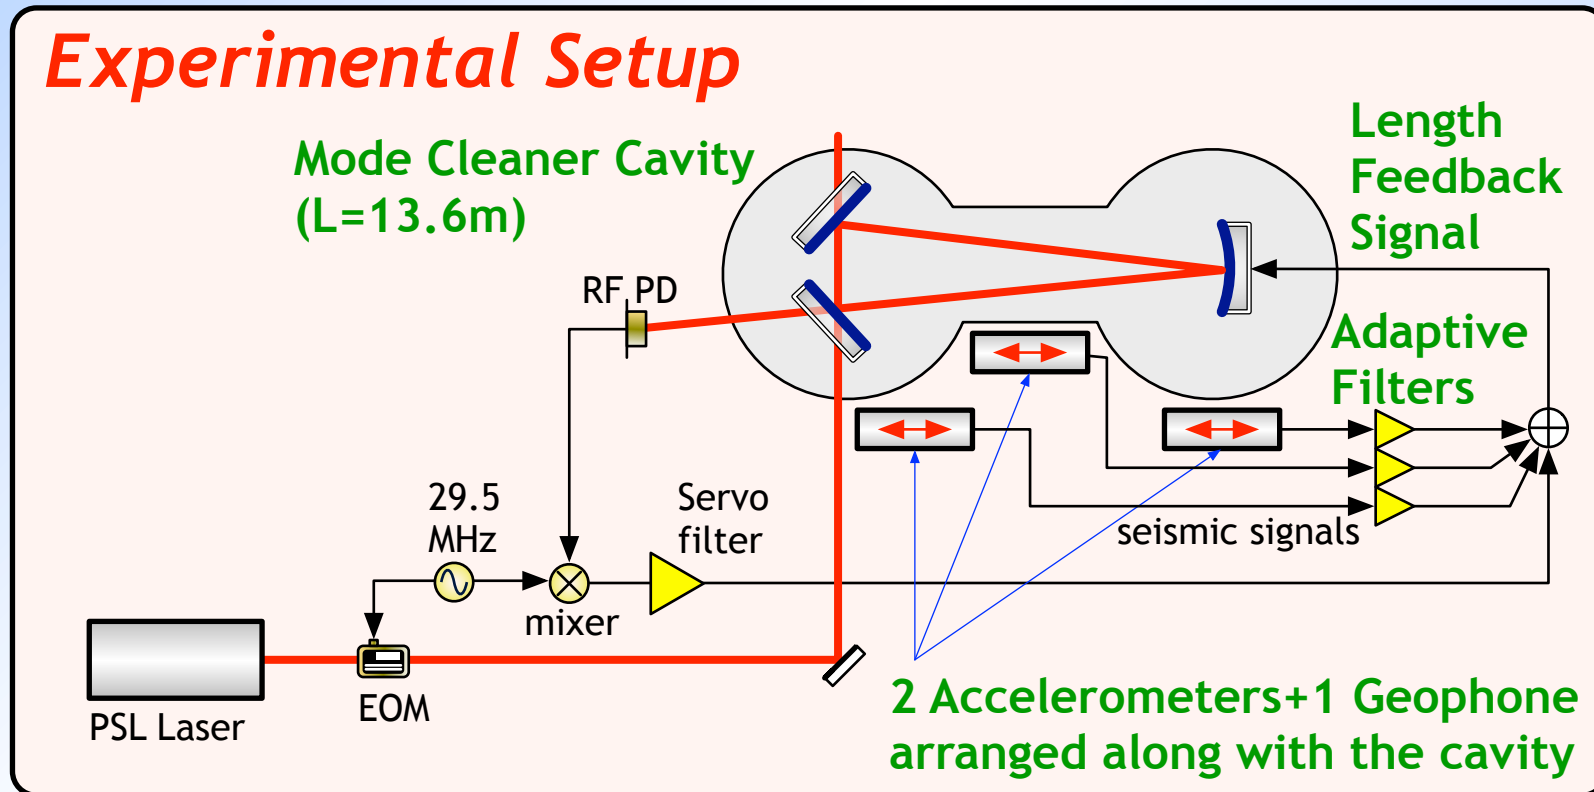 Experimental Setup
Mode Cleaner Cavity
(L=13.6m)
Length
Feedback
Signal
RF PD
Adaptive
Filters
29.5
MHz
Servo
filter
seismic signals
mixer
EOM
PSL Laser
2 Accelerometers+1 Geophone
arranged along with the cavity